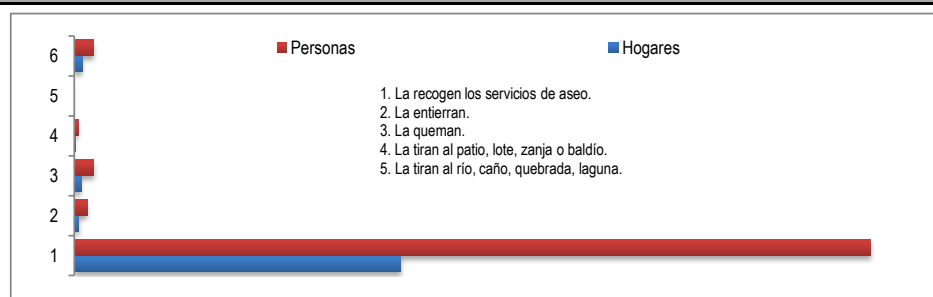 Personas
Hogares
6
5
4
3
2
1
1. La recogen los servicios de aseo.
2. La entierran.
3. La queman.
4. La tiran al patio, lote, zanja o baldío.
5. La tiran al río, caño, quebrada, laguna.